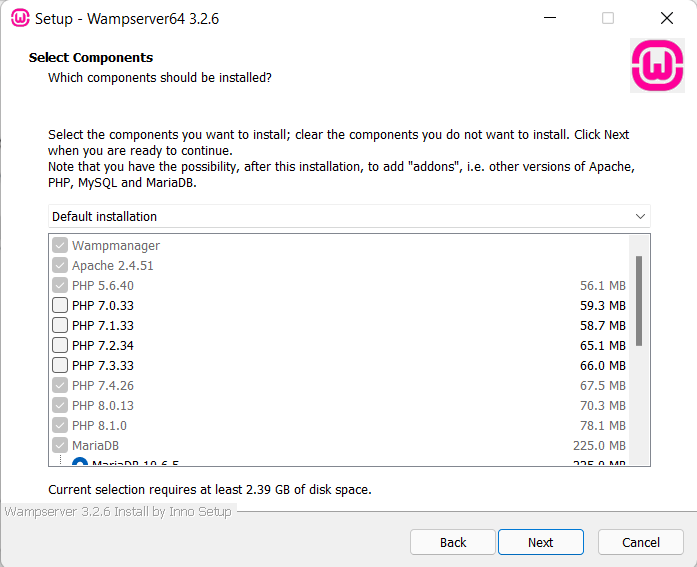 Setup - Wampserver64 3.2.6
Select Components
Which components should be installed?
Select the components you want to install; clear the components you do not want to install. Click Next
when you are ready to continue.
Note that you have the possibility, after this installation, to add "addons", i.e. other versions of Apache,
PHP, MySQL and MariaDB.
Default installation
Wampmanager
Apache 2.4.51
PHP 5.6.40 56.1 MB
PHP 7.0.33 59.3 MB
PHP 7.1.33 58.7 MB
PHP 7.2.34 65.1 MB
PHP 7.3.33 66.0 MB
PHP 7.4.26 67.5 MB
PHP 8.0.13 70.3 MB
PHP 8.1.0 78.1 MB
MariaDB 225.0 MB
MariaDB 10.6.5 225.0 MB
Current selection requires at least 2.39 GB of disk space.
Wampserver 3.2.6 Install by Inno Setup
Back Next Cancel